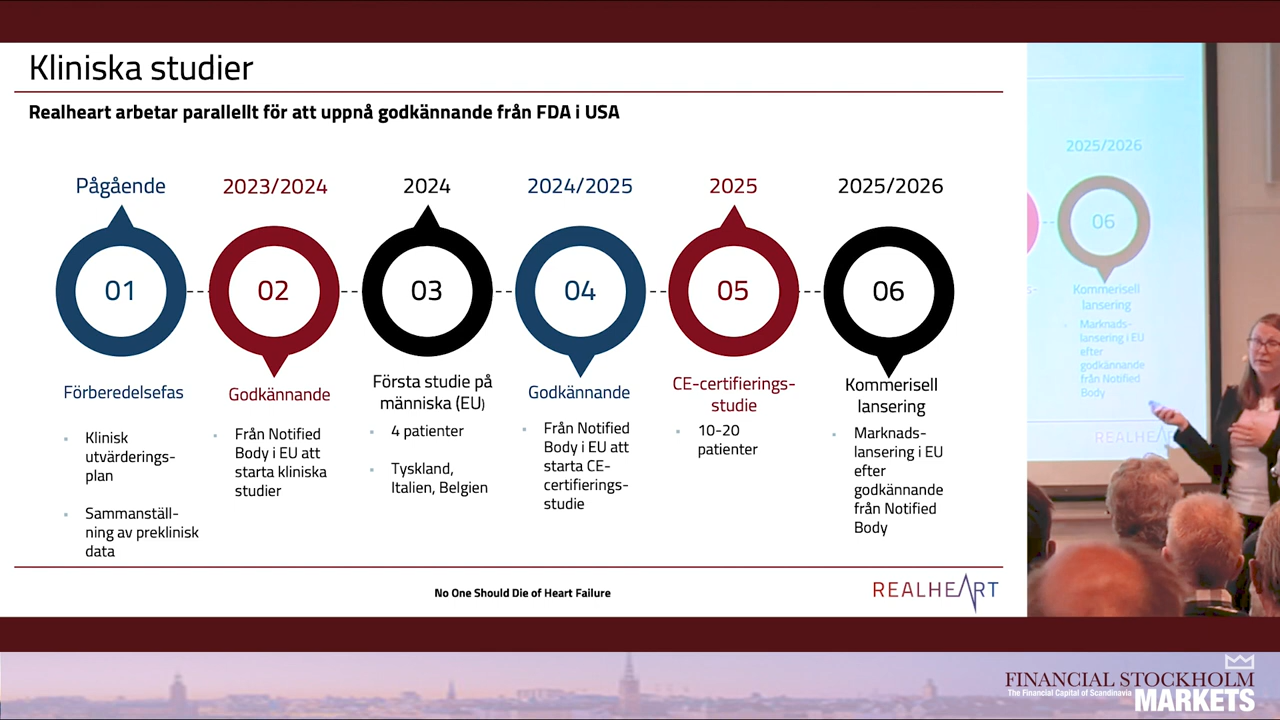 Kliniska studier
Realheart arbetar parallellt för att uppnå godkännande från FDA i USA
Pågående
2023/2024
2024
2024/2025
2025
2025/2026
01
02
03
04
05
06
Förberedelsefas
Klinisk
utvärderings-
plan
Sammanställ-
ning av preklinisk
data
Godkännande
Från Notified
Body i EU att
starta kliniska
studier
Första studie på
människa (EU)
4 patienter
Tyskland,
Italien, Belgien
Godkännande
Från Notified
Body i EU att
starta CE-
certifierings-
studie
CE-certifierings-
studie
10-20
patienter
Kommerisell
lansering
Marknads-
lansering i EU
efter
godkännande
från Notified
Body
No One Should Die of Heart Failure
REALHEART
2025/2026
06
Kommerisell
lansering
Marknads-
lansering i EU
efter
godkännande
från Notified
Body
FINANCIAL STOCKHOLM
The Financial Capital of Scandinavia
MARKETS